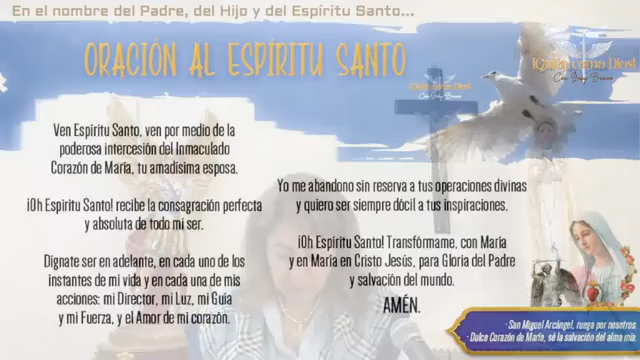 En el nombre del Padre, del Hijo y del Espíritu Santo...
ORACIÓN AL ESPÍRITU SANTO
Ven Espíritu Santo, ven por medio de la
poderosa intercesión del Inmaculado
Corazón de María, tu amadísima esposa.
¡Oh Espíritu Santo! recibe la consagración perfecta
y absoluta de todo mi ser.
Dígnate ser en adelante, en cada uno de los
instantes de mi vida y en cada una de mis
acciones: mi Director, mi Luz, mi Guía
y mi Fuerza, y el Amor de mi corazón.
Yo me abandono sin reserva a tus operaciones divinas
y quiero ser siempre dócil a tus inspiraciones.
¡Oh Espíritu Santo! Transfórmame, con María
y en María en Cristo Jesús, para Gloria del Padre
y salvación del mundo.
AMÉN.
como Dios!
- San Miguel Arcángel, ruega por nosotros.
- Dulce Corazón de María, sé la salvación del alma mía.